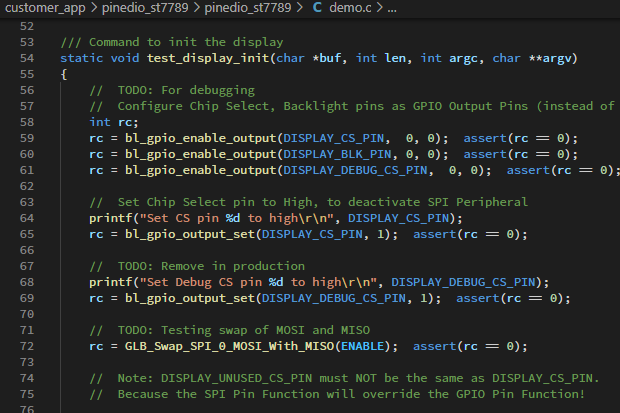 customer_app > pinedio_st7789 > pinedio_st7789 > C demo.c > ...
52
53 /// Command to init the display
54 static void test_display_init(char *buf, int len, int argc, char **argv)
55 {
56 // TODO: For debugging
57 // Configure Chip Select, Backlight pins as GPIO Output Pins (instead of
58 int rc;
59 rc = bl_gpio_enable_output(DISPLAY_CS_PIN, 0, 0); assert(rc == 0);
60 rc = bl_gpio_enable_output(DISPLAY_BLK_PIN, 0, 0); assert(rc == 0);
61 rc = bl_gpio_enable_output(DISPLAY_DEBUG_CS_PIN, 0, 0); assert(rc == 0);
62
63 // Set Chip Select pin to High, to deactivate SPI Peripheral
64 printf("Set CS pin %d to high\r\n", DISPLAY_CS_PIN);
65 rc = bl_gpio_output_set(DISPLAY_CS_PIN, 1); assert(rc == 0);
66
67 // TODO: Remove in production
68 printf("Set Debug CS pin %d to high\r\n", DISPLAY_DEBUG_CS_PIN);
69 rc = bl_gpio_output_set(DISPLAY_DEBUG_CS_PIN, 1); assert(rc == 0);
70
71 // TODO: Testing swap of MOSI and MISO
72 rc = GLB_Swap_SPI_0_MOSI_With_MISO(ENABLE); assert(rc == 0);
73
74 // Note: DISPLAY_UNUSED_CS_PIN must NOT be the same as DISPLAY_CS_PIN.
75 // Because the SPI Pin Function will override the GPIO Pin Function!
76